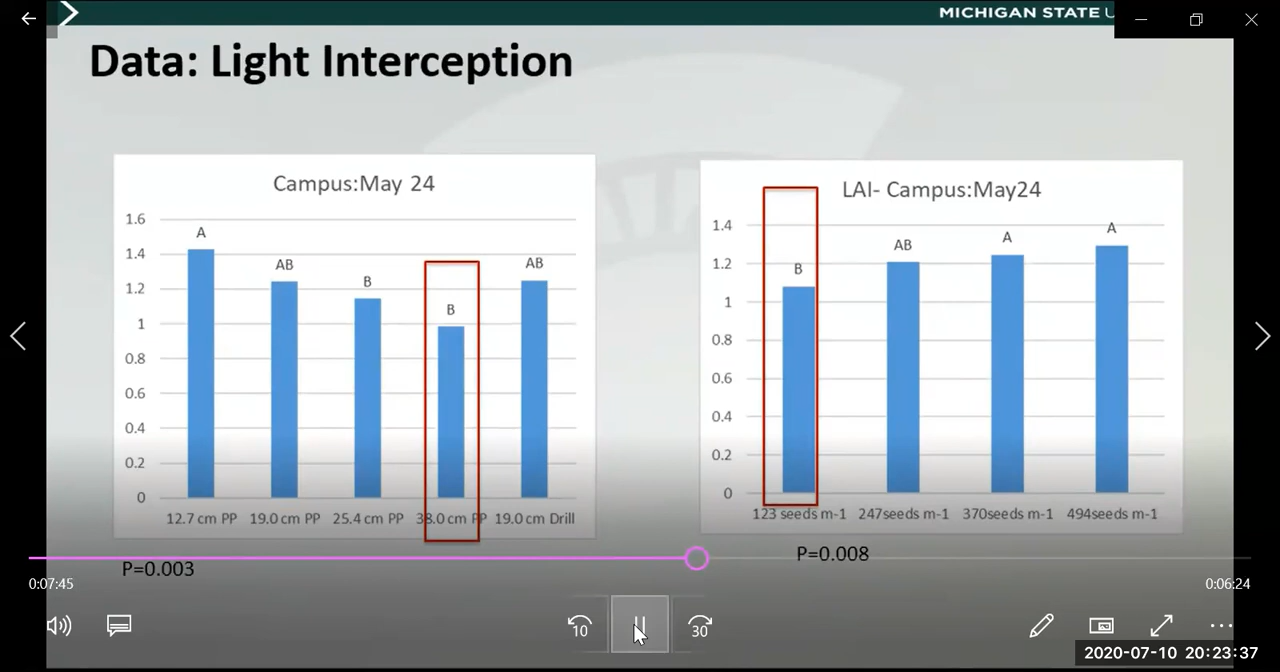 MICHIGAN STATE U
Data: Light Interception
Campus:May 24
1.6
1.4
1.2
1
0.8
0.6
0.4
0.2
0
A
AB
B
B
AB
12.7 cm PP 19.0 cm PP 25.4 cm PP 38.0 cm PP 19.0 cm Drill
P=0.003
LAI- Campus:May24
1.4
1.2
1
0.8
0.6
0.4
0.2
0
B
AB
A
A
123 seeds m-1 247seeds m-1 370seeds m-1 494seeds m-1
P=0.008
0:07:45
0:06:24
10
30
2020-07-10 20:23:37